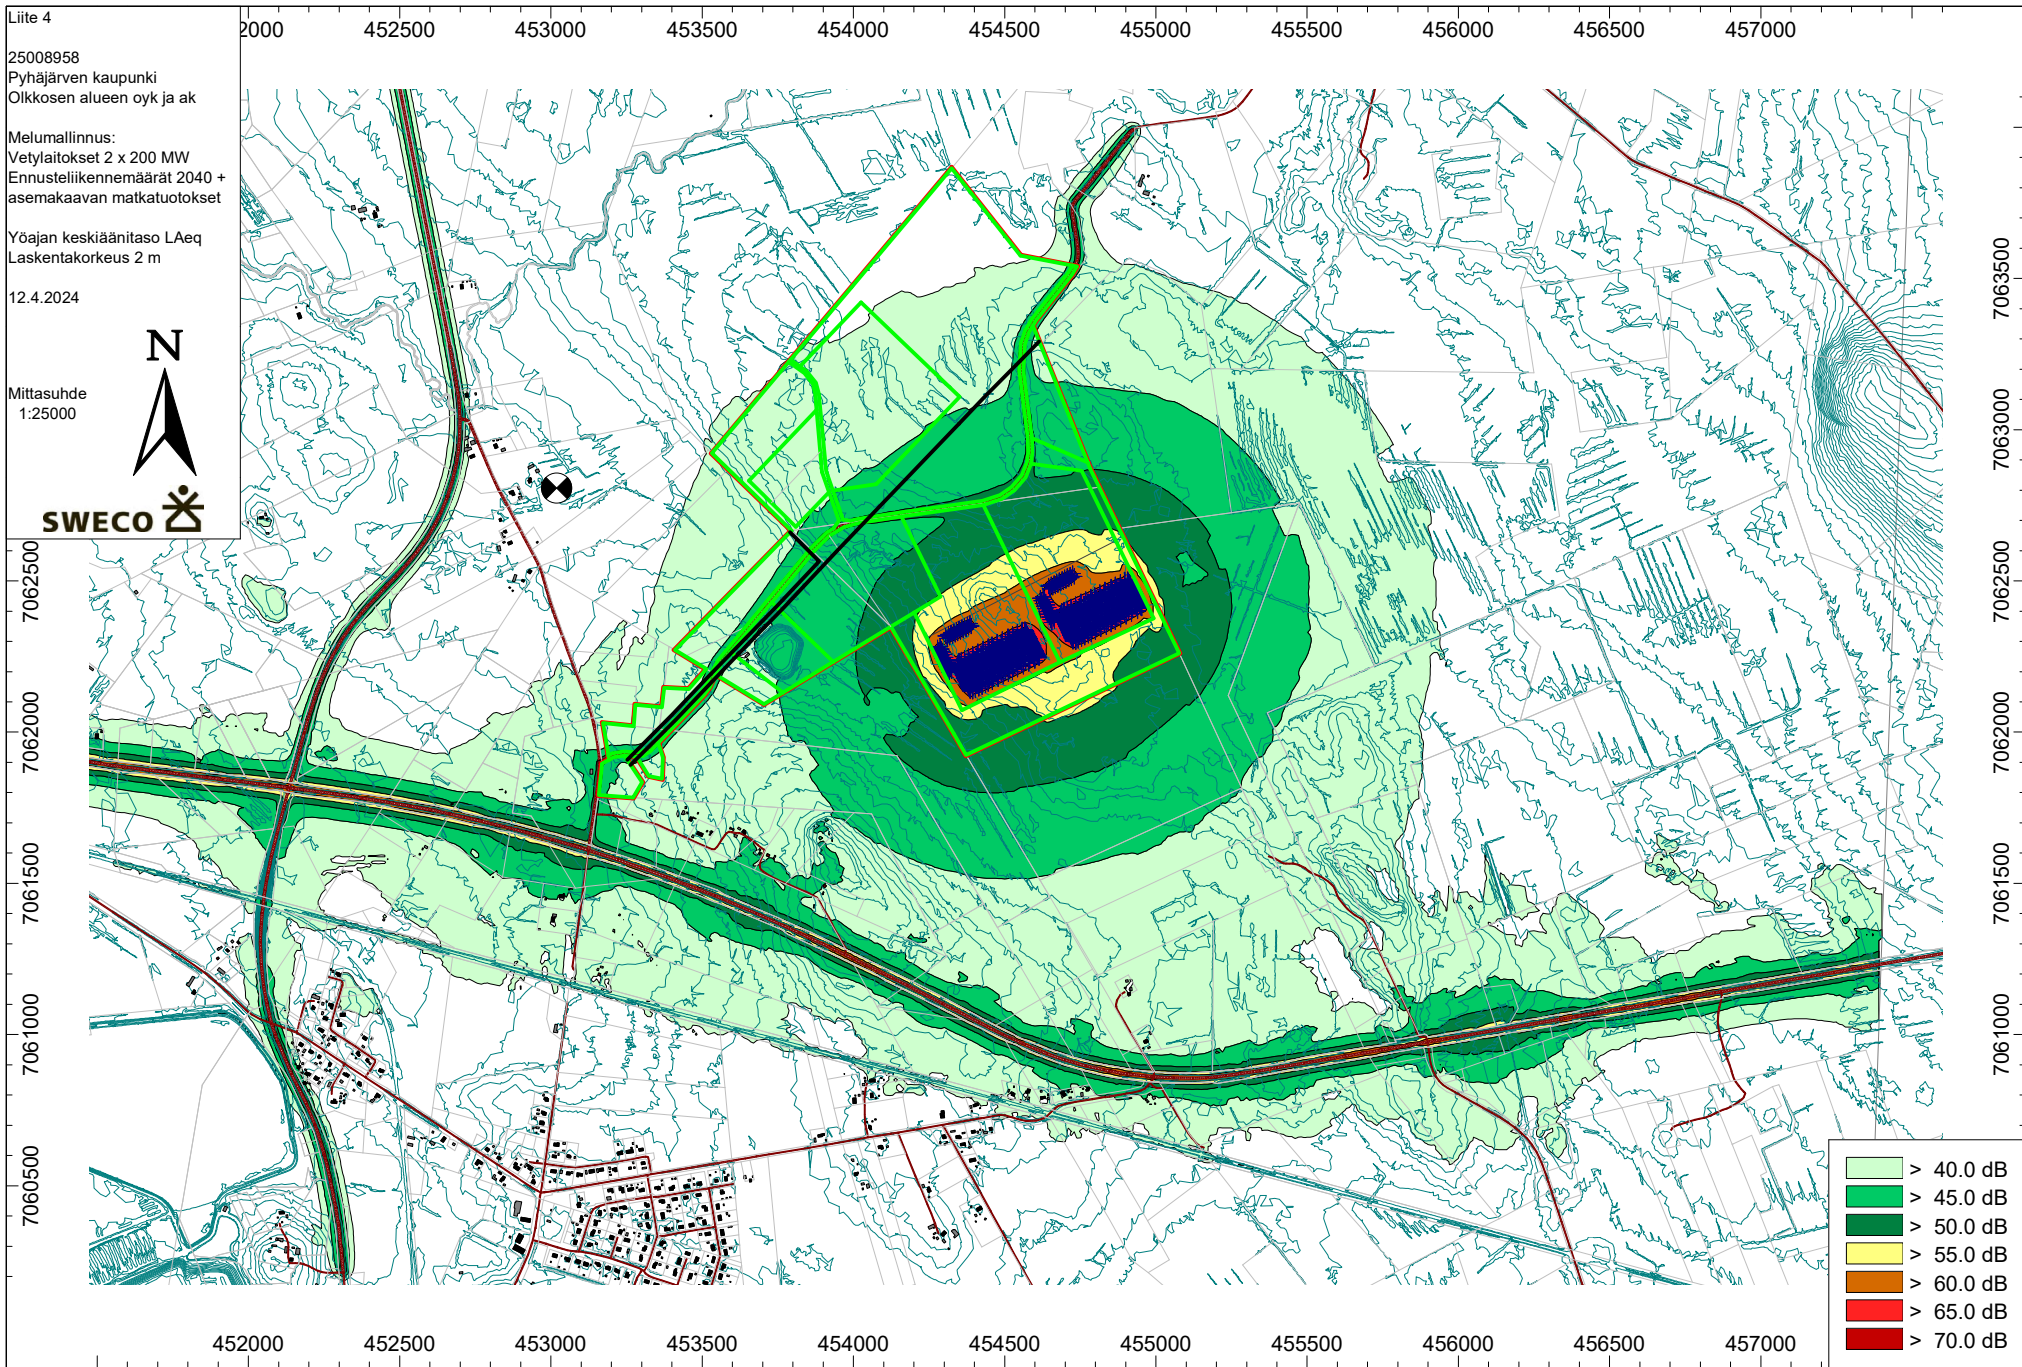 Liite 4
25008958
Pyhäjärven kaupunki
Olkkosen alueen oyk ja ak
Melumallinnus:
Vetylaitokset 2 x 200 MW
Ennusteliikennemäärät 2040 +
asemakaavan matkatuotokset
Yöajan keskiäänitaso LAeq
Laskentakorkeus 2 m
12.4.2024
N
Mittasuhde
1:25000
SWECO
2000 452500 453000 453500 454000 454500 455000 455500 456000 456500 457000
7062500
7062000
7061500
7061000
7060500
7063500
7063000
7062500
7062000
7061500
7061000
> 40.0 dB
> 45.0 dB
> 50.0 dB
> 55.0 dB
> 60.0 dB
> 65.0 dB
> 70.0 dB
452000 452500 453000 453500 454000 454500 455000 455500 456000 456500 457000